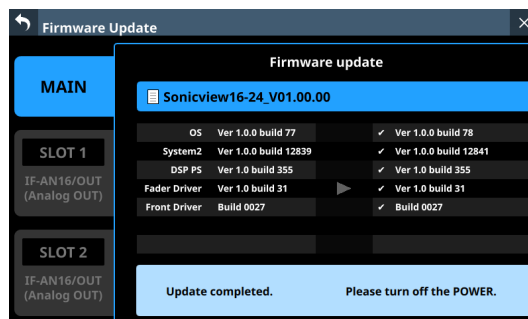 Firmware Update
Firmware update
MAIN
Sonicview16-24_V01.00.00
OS Ver 1.0.0 build 77 ✔ Ver 1.0.0 build 78
System2 Ver 1.0.0 build 12839 ✔ Ver 1.0.0 build 12841
DSP PS Ver 1.0 build 355 ✔ Ver 1.0 build 355
Fader Driver Ver 1.0 build 31 ✔ Ver 1.0 build 31
Front Driver Build 0027 ✔ Build 0027
SLOT 1
IF-AN16/OUT
(Analog OUT)
SLOT 2
IF-AN16/OUT
(Analog OUT)
Update completed. Please turn off the POWER.